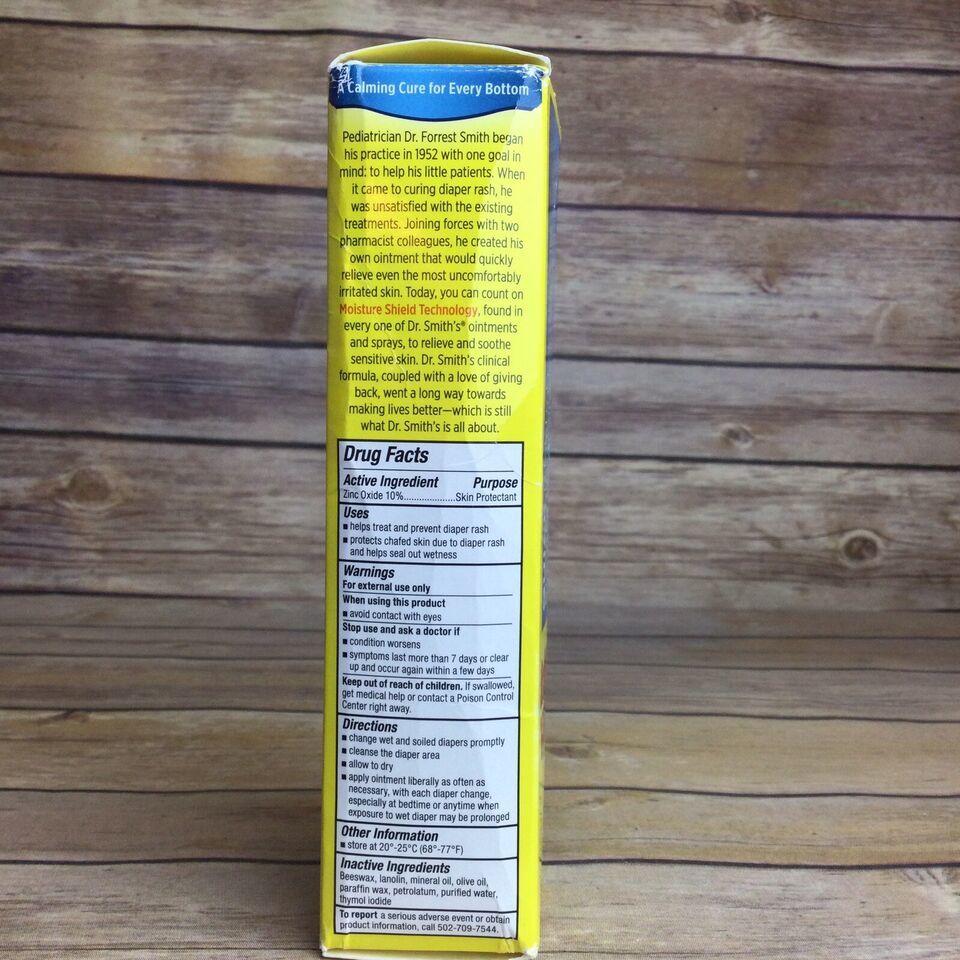 A Calming Cure for Every Bottom
Pediatrician Dr. Forrest Smith began
his practice in 1952 with one goal in
mind: to help his little patients. When
it came to curing diaper rash, he
was unsatisfied with the existing
treatments. Joining forces with two
pharmacist colleagues, he created his
own ointment that would quickly
relieve even the most uncomfortably
irritated skin. Today, you can count on
Moisture Shield Technology, found in
every one of Dr. Smith's® ointments
and sprays, to relieve and soothe
sensitive skin. Dr. Smith's clinical
formula, coupled with a love of giving
back, went a long way towards
making lives better—which is still
what Dr. Smith's is all about.
Drug Facts
Active Ingredient Purpose
Zinc Oxide 10%....................Skin Protectant
Uses
■ helps treat and prevent diaper rash
■ protects chafed skin due to diaper rash
and helps seal out wetness
Warnings
For external use only
When using this product
■ avoid contact with eyes
Stop use and ask a doctor if
■ condition worsens
■ symptoms last more than 7 days or clear
up and occur again within a few days
Keep out of reach of children. If swallowed,
get medical help or contact a Poison Control
Center right away.
Directions
■ change wet and soiled diapers promptly
■ cleanse the diaper area
■ allow to dry
■ apply ointment liberally as often as
necessary, with each diaper change,
especially at bedtime or anytime when
exposure to wet diaper may be prolonged
Other Information
■ store at 20°-25°C (68°-77°F)
Inactive Ingredients
Beeswax, lanolin, mineral oil, olive oil,
paraffin wax, petrolatum, purified water,
thymol iodide
To report a serious adverse event or obtain
product information, call 502-709-7544.